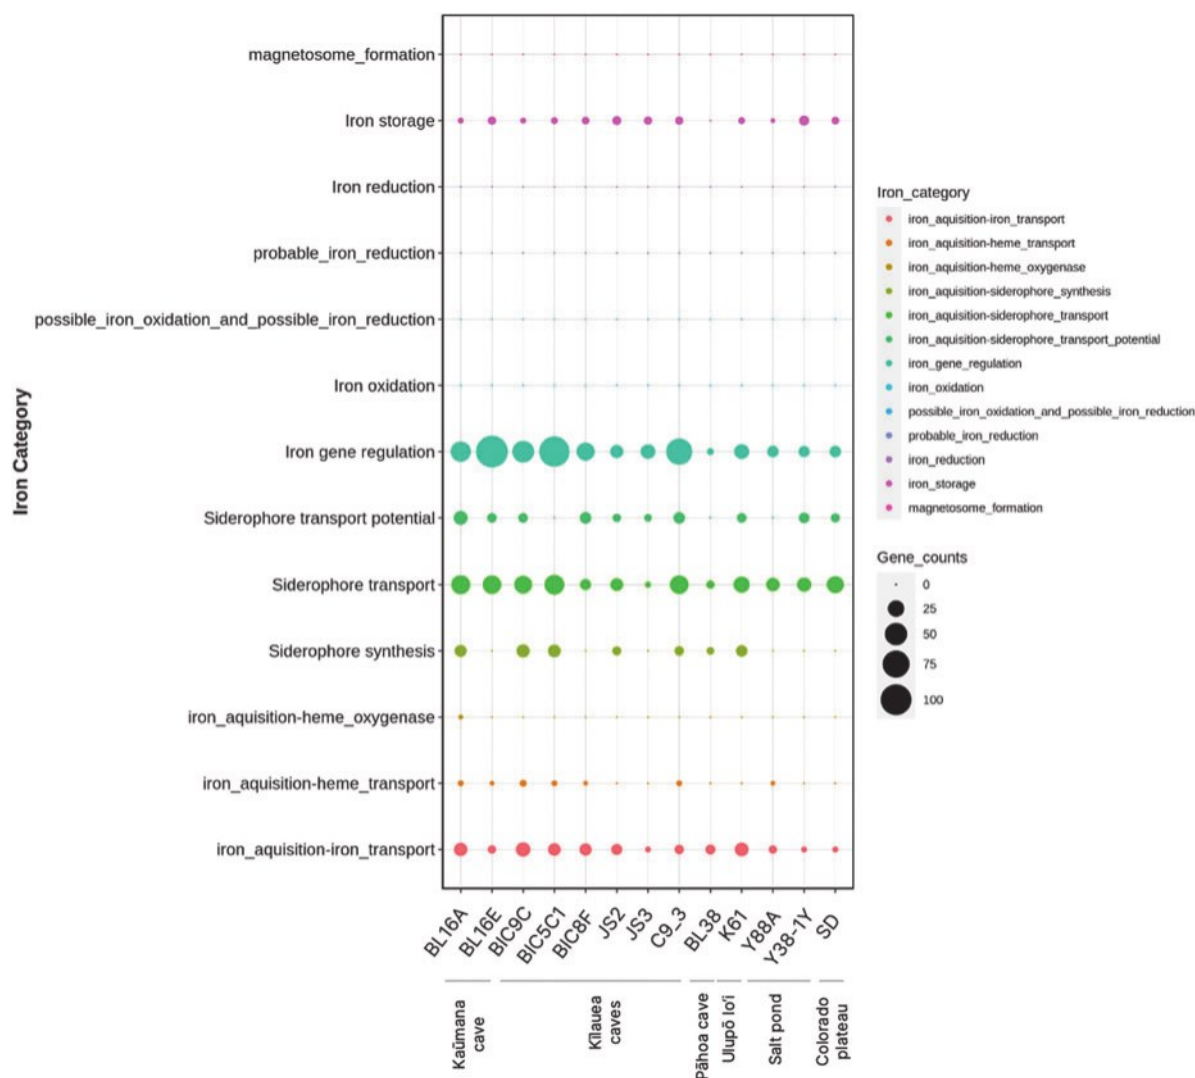 Iron Category
magnetosome_formation
Iron storage
Iron reduction
probable_iron_reduction
possible_iron_oxidation_and_possible_iron_reduction
Iron oxidation
Iron gene regulation
Siderophore transport potential
Siderophore transport
Siderophore synthesis
iron_aquisition-heme_oxygenase
iron_aquisition-heme_transport
iron_aquisition-iron_transport
BL16A
BL16E
BIC9C
BIC5C1
BIC8F
JS2
JS3
C9_3
BL38
K61
Y88A
Y38-1Y
SD
Kaūmana
cave
Kīlauea
caves
Pāhoa cave
Ulupō lo'i
Salt pond
Colorado
plateau
Iron_category
iron_aquisition-iron_transport
iron_aquisition-heme_transport
iron_aquisition-heme_oxygenase
iron_aquisition-siderophore_synthesis
iron_aquisition-siderophore_transport
iron_aquisition-siderophore_transport_potential
iron_gene_regulation
iron_oxidation
possible_iron_oxidation_and_possible_iron_reduction
probable_iron_reduction
iron_reduction
iron_storage
magnetosome_formation
Gene_counts
0
25
50
75
100